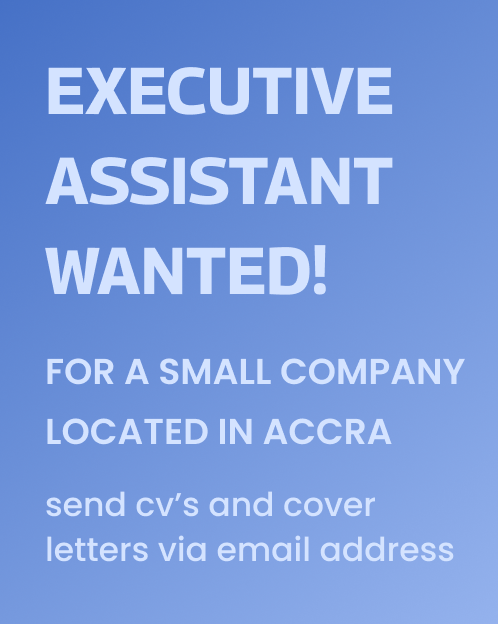 EXECUTIVE
ASSISTANT
WANTED!
FOR A SMALL COMPANY
LOCATED IN ACCRA
send cv’s and cover
letters via email address